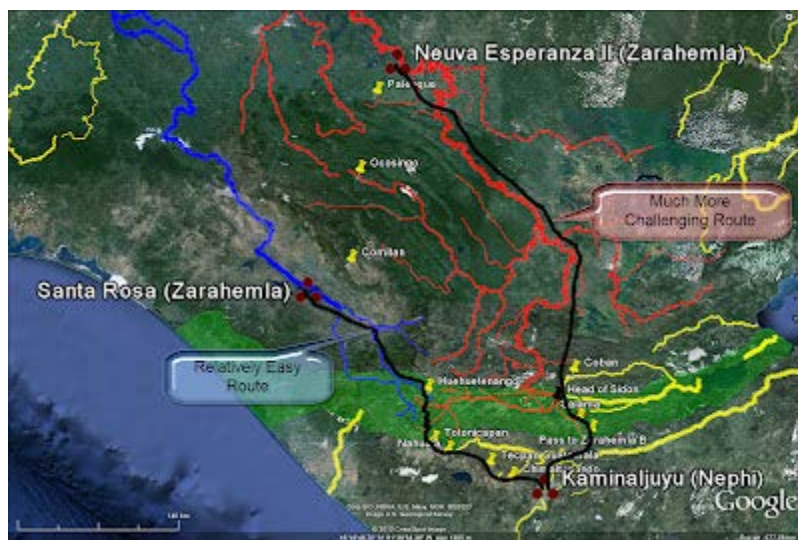 Neuva Esperanza II (Zarahemla)
Palenque
Ocosingo
Much More
Challenging Route
Comitan
Santa Rosa (Zarahemla)
Relatively Easy
Route
Coban
Huehuetenango
Head of Sidon
Totonicapan
Pass to Zarahemla B
Kaminaljuyu (Nephi)
Google